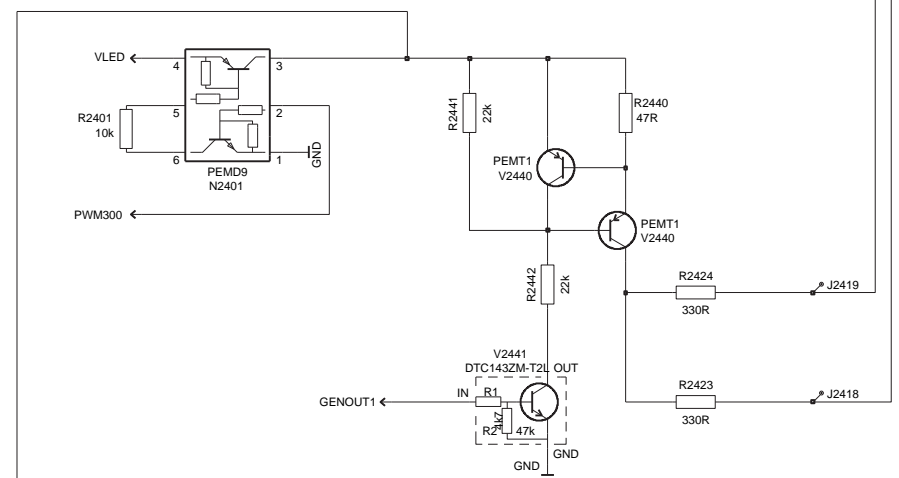 VLED
4
3
R2401
10k
5
2
6
1
GND
PEMD9
N2401
PWM300
R2441
22k
R2440
47R
PEMT1
V2440
PEMT1
V2440
R2442
22k
R2424
330R
J2419
V2441
DTC143ZM-T2L OUT
GENOUT1
IN
R1
4k7
R2
47k
GND
GND
R2423
330R
J2418